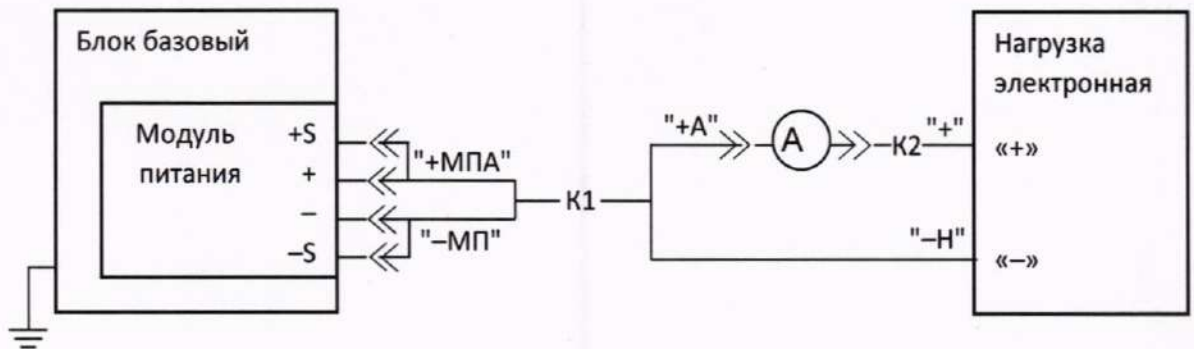 Блок базовый
Модуль
питания
+S
+
–
–S
"+МПА"
"–МП"
К1
"+А"
А
К2
"+"
"–Н"
Нагрузка
электронная
«+»
«–»